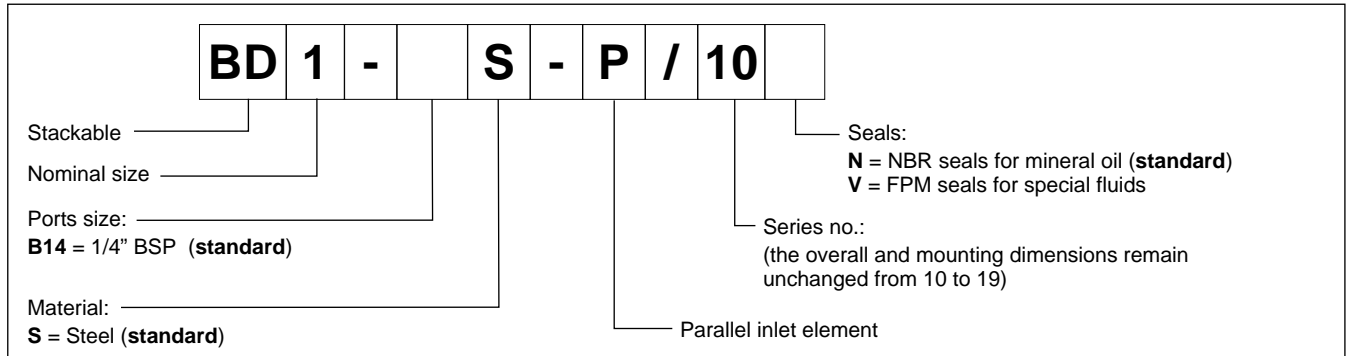 BD 1 - S - P / 10
Stackable
Nominal size
Ports size:
B14 = 1/4” BSP (standard)
Material:
S = Steel (standard)
Seals:
N = NBR seals for mineral oil (standard)
V = FPM seals for special fluids
Series no.:
(the overall and mounting dimensions remain
unchanged from 10 to 19)
Parallel inlet element